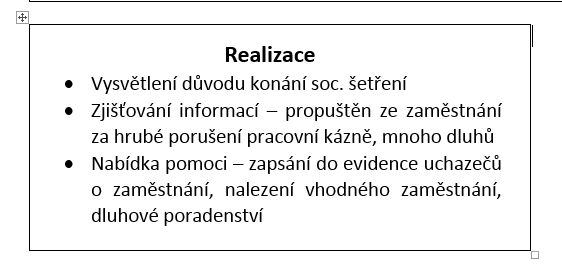 Realizace
• Vysvětlení důvodu konání soc. šetření
• Zjišťování informací – propuštěn ze zaměstnání
za hrubé porušení pracovní kázně, mnoho dluhů
• Nabídka pomoci – zapsání do evidence uchazečů
o zaměstnání, nalezení vhodného zaměstnání,
dluhové poradenství